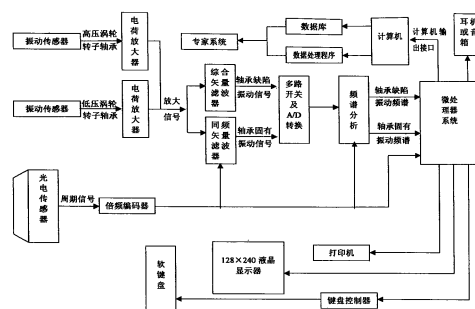 振动传感器
高压涡轮
转子轴承
电荷放大器
专家系统
数据库
数据处理程序
计算机
计算机输
出接口
耳机
或音
箱
振动传感器
低压涡轮
转子轴承
电荷放大器
放大
信号
综合矢量滤波器
轴承缺陷
振动信号
同频矢量滤波器
轴承固有
振动信号
多路
开关
及
A/D
转换
频谱分析
轴承缺陷
振动频谱
轴承固有
振动频谱
微处理器系统
光电传感器
周期信号
倍频编码器
软键盘
128×240 液晶
显示器
打印机
键盘控制器